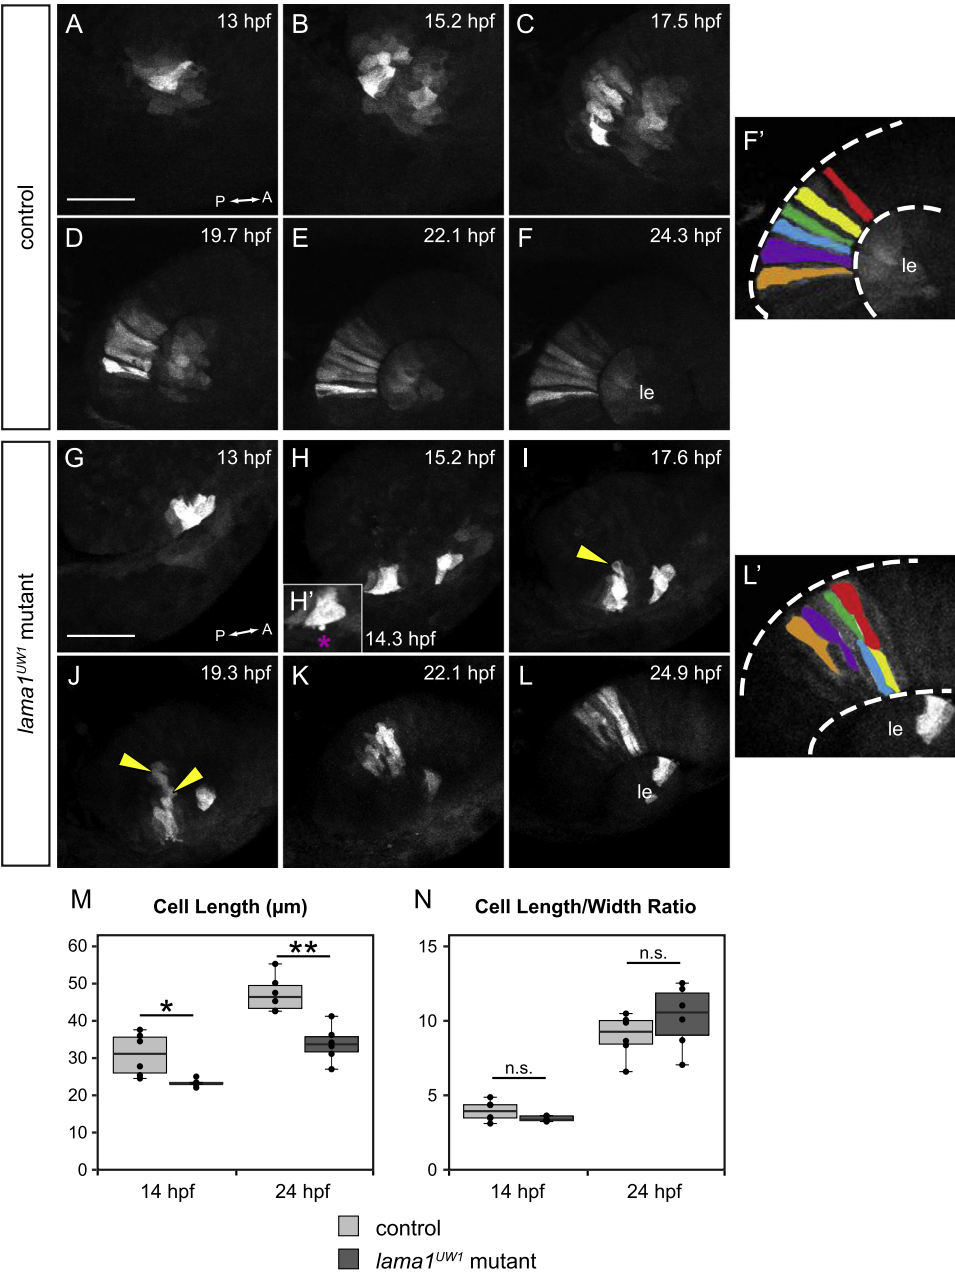 A 13 hpf
B 15.2 hpf
C 17.5 hpf
P A
F’
le
control
D 19.7 hpf
E 22.1 hpf
F 24.3 hpf
le
G 13 hpf
H 15.2 hpf
I 17.6 hpf
P A
H’
*
14.3 hpf
L’
le
lama1UW1 mutant
J 19.3 hpf
K 22.1 hpf
L 24.9 hpf
le
M
Cell Length (µm)
60
50
40
30
20
10
0
*
**
14 hpf
24 hpf
N
Cell Length/Width Ratio
15
10
5
0
n.s.
n.s.
14 hpf
24 hpf
control
lama1UW1 mutant